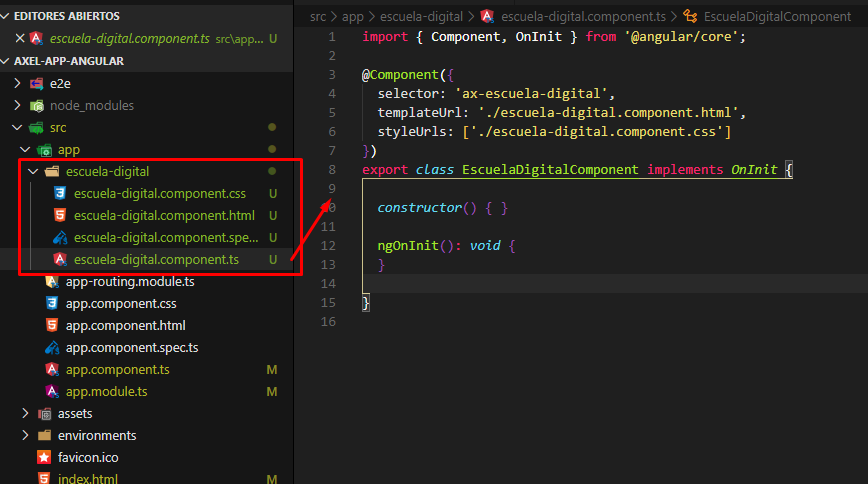 EDITORES ABIERTOS
escuela-digital.component.ts src\app... U
AXEL-APP-ANGULAR
e2e
node_modules
src
app
escuela-digital
escuela-digital.component.css U
escuela-digital.component.html U
escuela-digital.component.spe... U
escuela-digital.component.ts U
app-routing.module.ts
app.component.css
app.component.html
app.component.spec.ts
app.component.ts M
app.module.ts M
assets
environments
favicon.ico
index.html M
src > app > escuela-digital > escuela-digital.component.ts > EscuelaDigitalComponent
1 import { Component, OnInit } from '@angular/core';
2
3 @Component({
4 selector: 'ax-escuela-digital',
5 templateUrl: './escuela-digital.component.html',
6 styleUrls: ['./escuela-digital.component.css']
7 })
8 export class EscuelaDigitalComponent implements OnInit {
9
10 constructor() { }
11
12 ngOnInit(): void {
13 }
14
15 }
16